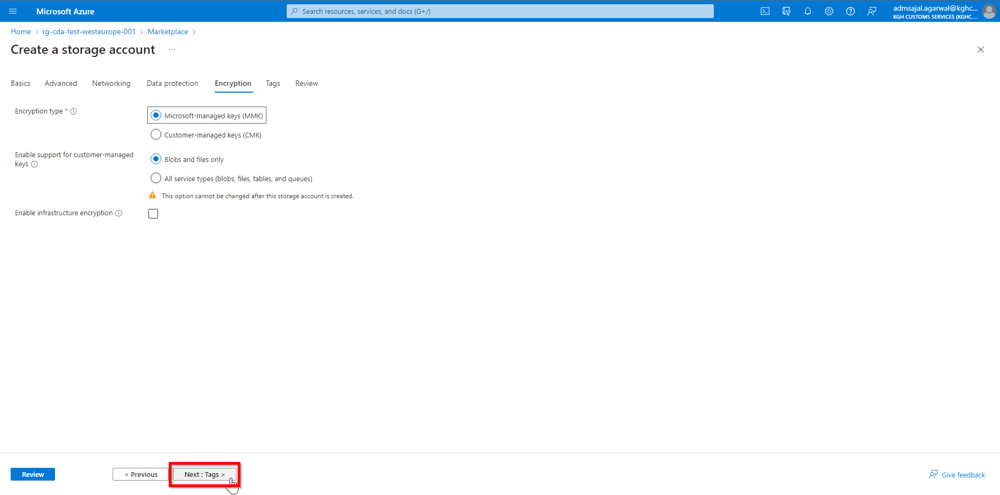 Microsoft Azure
Search resources, services, and docs (G+/)
admsajal.agarwal@kghc...
KGH CUSTOMS SERVICES (KGHC....
Home > rg-cda-test-westeurope-001 > Marketplace >
Create a storage account ...
Basics Advanced Networking Data protection Encryption Tags Review
Encryption type *
Microsoft-managed keys (MMK)
Customer-managed keys (CMK)
Enable support for customer-managed
keys
Blobs and files only
All service types (blobs, files, tables, and queues)
This option cannot be changed after this storage account is created.
Enable infrastructure encryption
Review
< Previous
Next : Tags >
Give feedback